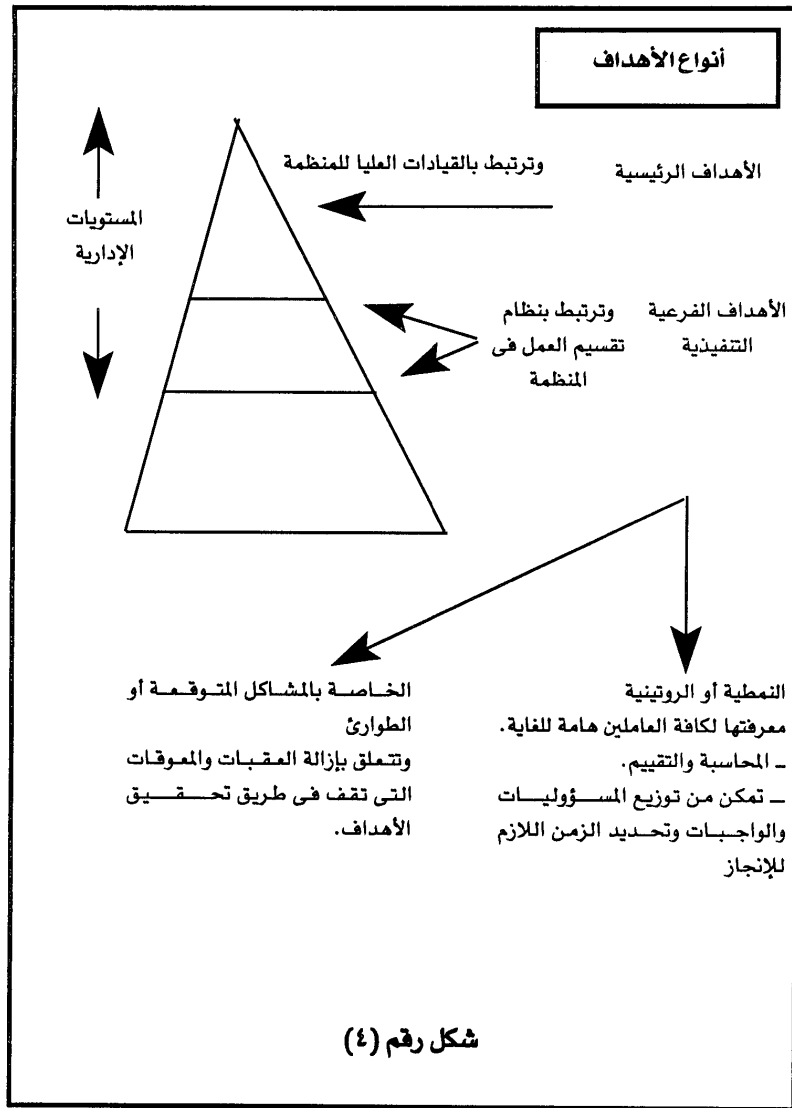 أنواع الأهداف
الأهداف الرئيسية
وترتبط بالقيادات العليا للمنظمة
المستويات
الإدارية
الأهداف الفرعية
التنفيذية
وترتبط بنظام
تقسيم العمل فى
المنظمة
النمطية أو الروتينية
معرفتها لكافة العاملين هامة للغاية.
ـ المحاسبة والتقييم.
ـ تمكن من توزيع المسؤوليات
والواجبات وتحديد الزمن اللازم
للإنجاز
الخاصة بالمشاكل المتوقعة أو
الطوارئ
وتتعلق بإزالة العقبات والمعوقات
التى تقف فى طريق تحقيق
الأهداف.
شكل رقم (٤)